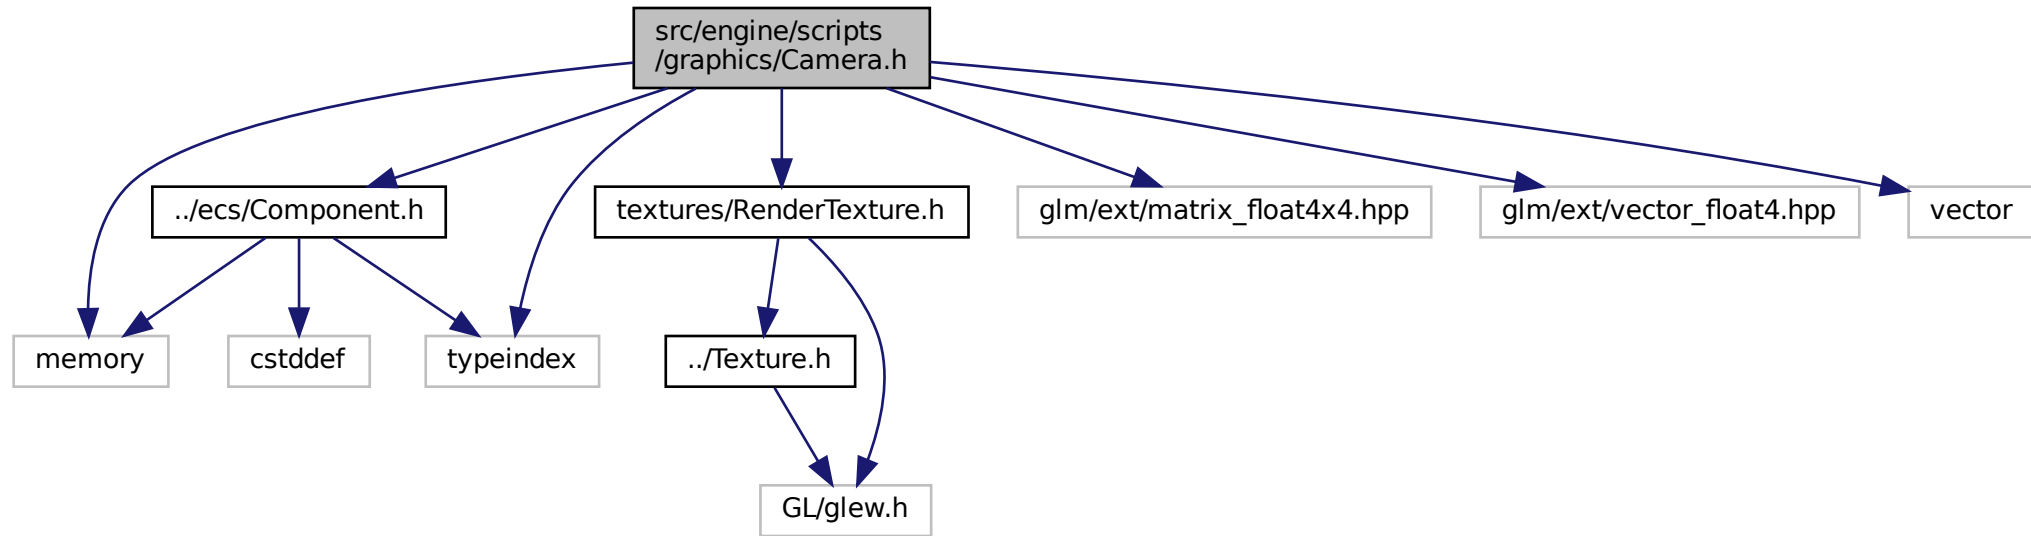 src/engine/scripts
/graphics/Camera.h
../ecs/Component.h
textures/RenderTexture.h
glm/ext/matrix_float4x4.hpp
glm/ext/vector_float4.hpp
vector
memory
cstddef
typeindex
../Texture.h
GL/glew.h